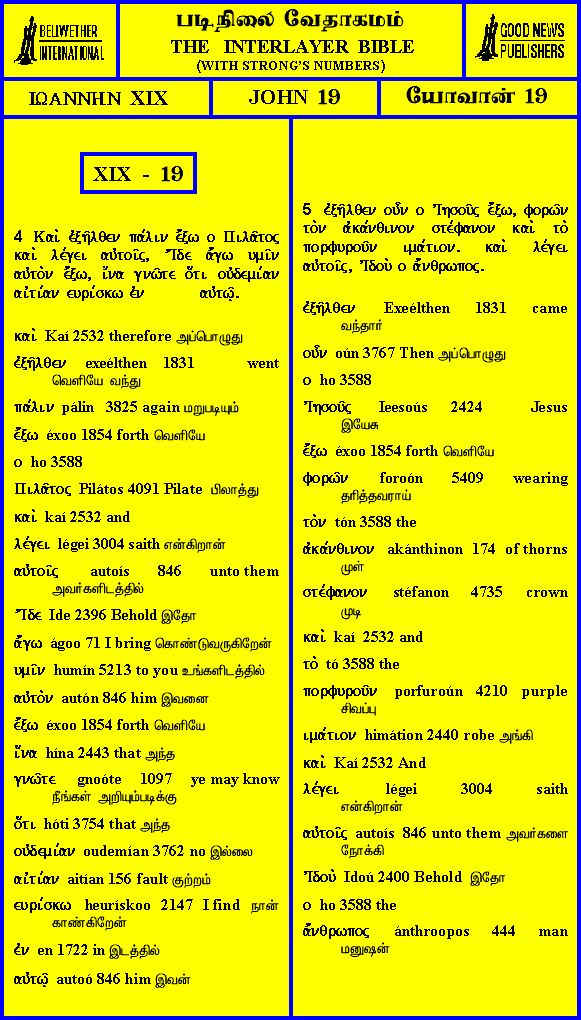 BELLWETHER
INTERNATIONAL
படிநிலை வேதாகமம்
THE INTERLAYER BIBLE
(WITH STRONG'S NUMBERS)
GOOD NEWS
PUBLISHERS
ΙΩΑΝΝΗΝ XIX
JOHN 19
யோவான் 19
XIX - 19
4 Καὶ ἐξῆλθεν πάλιν ἔξω ο Πιλᾶτος
καὶ λέγει αὐτοῖς, Ἴδε ἄγω υμῖν
αὐτὸν ἔξω, ἵνα γνῶτε ὅτι οὐδεμίαν
αἰτίαν ευρίσκω ἐν αὐτῷ.
καὶ Kaí 2532 therefore அப்பொழுது
ἐξῆλθεν exeélthen 1831 went
வெளியே வந்து
πάλιν pálin 3825 again மறுபடியும்
ἔξω éxoo 1854 forth வெளியே
ο ho 3588
Πιλᾶτος Pilátos 4091 Pilate பிலாத்து
καὶ kaí 2532 and
λέγει légei 3004 saith என்கிறான்
αὐτοῖς autoís 846 unto them
அவர்களிடத்தில்
Ἴδε Ide 2396 Behold இதோ
ἄγω ágoo 71 I bring கொண்டுவருகிறேன்
υμῖν humín 5213 to you உங்களிடத்தில்
αὐτὸν autón 846 him இவனை
ἔξω éxoo 1854 forth வெளியே
ἵνα hína 2443 that அந்த
γνῶτε gnoóte 1097 ye may know
நீங்கள் அறியும்படிக்கு
ὅτι hóti 3754 that அந்த
οὐδεμίαν oudemían 3762 no இல்லை
αἰτίαν aitían 156 fault குற்றம்
ευρίσκω heurískoo 2147 I find நான்
காண்கிறேன்
ἐν en 1722 in இடத்தில்
αὐτῷ autoó 846 him இவன்
5 ἐξῆλθεν οὖν ο Ἰησοῦς ἔξω, φορῶν
τὸν ἀκάνθινον στέφανον καὶ τὸ
πορφυροῦν ιμάτιον. καὶ λέγει
αὐτοῖς, Ἰδοὺ ο ἄνθρωπος.
ἐξῆλθεν Exeélthen 1831 came
வந்தார்
οὖν oún 3767 Then அப்பொழுது
ο ho 3588
Ἰησοῦς Ieesoús 2424 Jesus
இயேசு
ἔξω éxoo 1854 forth வெளியே
φορῶν foroón 5409 wearing
தரித்தவராய்
τὸν tón 3588 the
ἀκάνθινον akánthinon 174 of thorns
முள்
στέφανον stéfanon 4735 crown
முடி
καὶ kaí 2532 and
τὸ tó 3588 the
πορφυροῦν porfuroún 4210 purple
சிவப்பு
ιμάτιον himátion 2440 robe அங்கி
καὶ Kaí 2532 And
λέγει légei 3004 saith
என்கிறான்
αὐτοῖς autoís 846 unto them அவர்களை
நோக்கி
Ἰδοὺ Idoú 2400 Behold இதோ
ο ho 3588 the
ἄνθρωπος ánthroopos 444 man
மனுஷன்